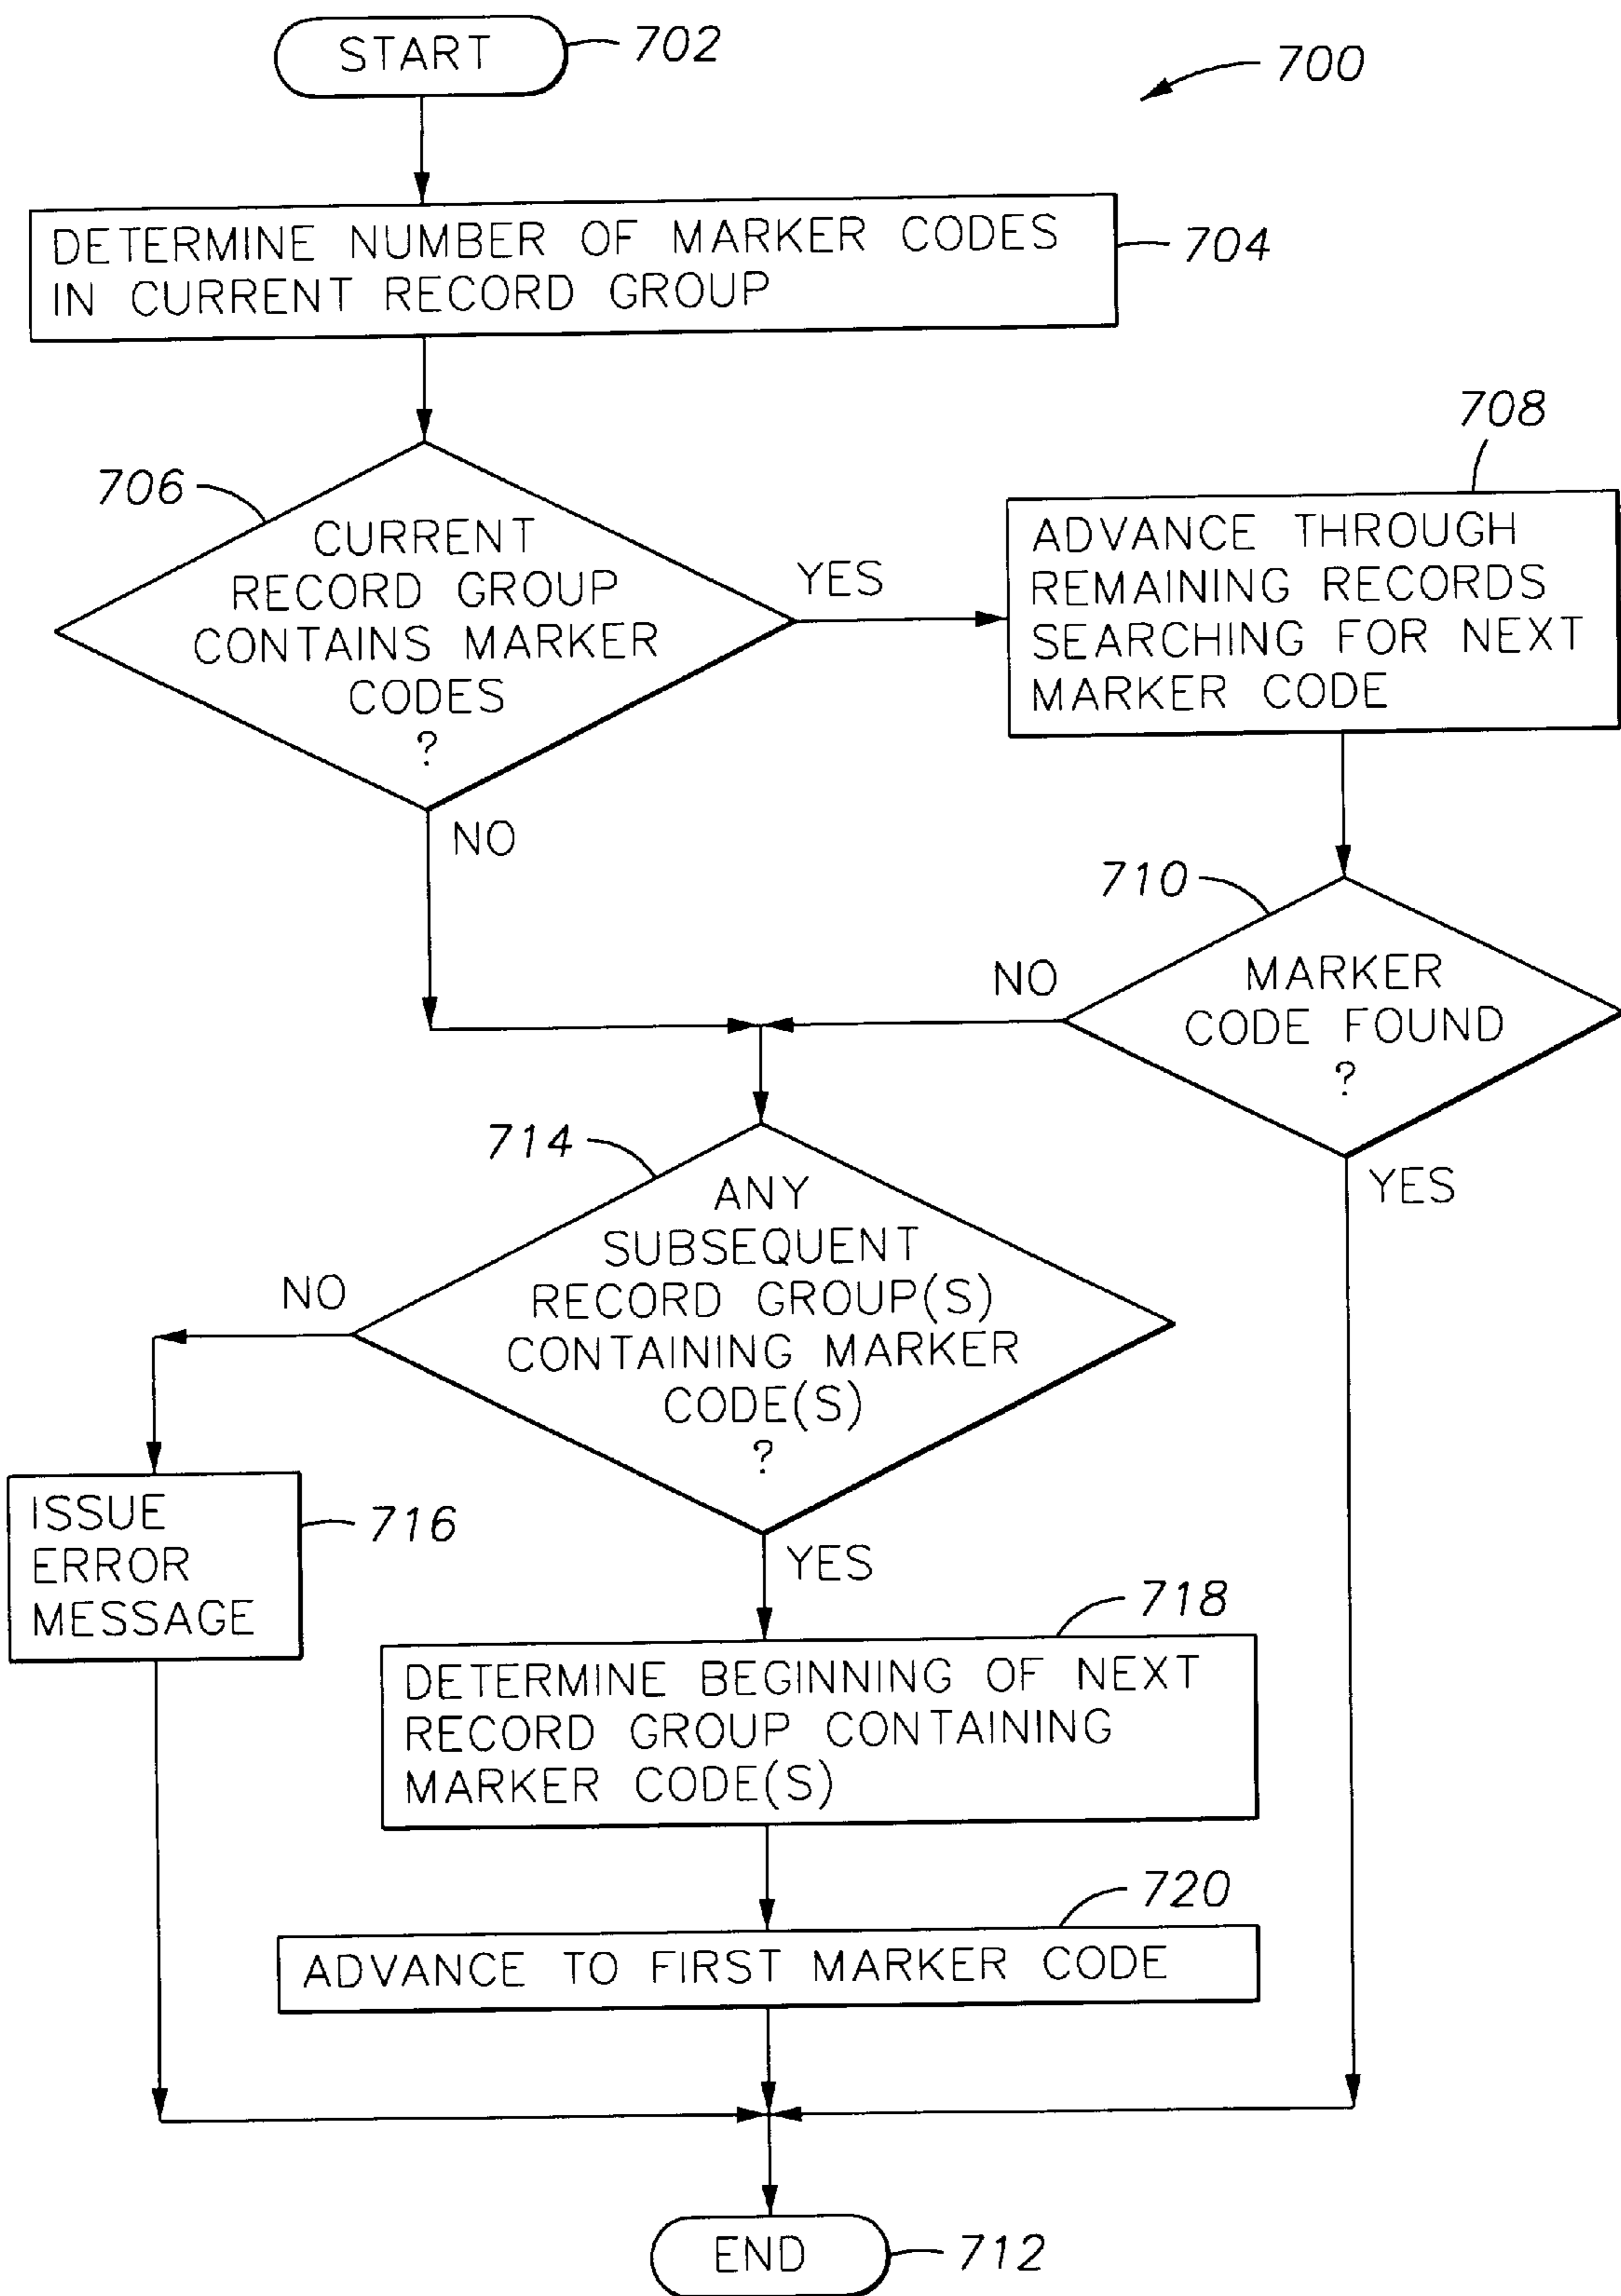 START
702
700
DETERMINE NUMBER OF MARKER CODES
IN CURRENT RECORD GROUP
704
708
706
CURRENT
RECORD GROUP
CONTAINS MARKER
CODES
?
YES
NO
ADVANCE THROUGH
REMAINING RECORDS
SEARCHING FOR NEXT
MARKER CODE
710
MARKER
CODE FOUND
?
NO
YES
714
ANY
SUBSEQUENT
RECORD GROUP(S)
CONTAINING MARKER
CODE(S)
?
NO
YES
ISSUE
ERROR
MESSAGE
716
718
DETERMINE BEGINNING OF NEXT
RECORD GROUP CONTAINING
MARKER CODE(S)
720
ADVANCE TO FIRST MARKER CODE
END
712